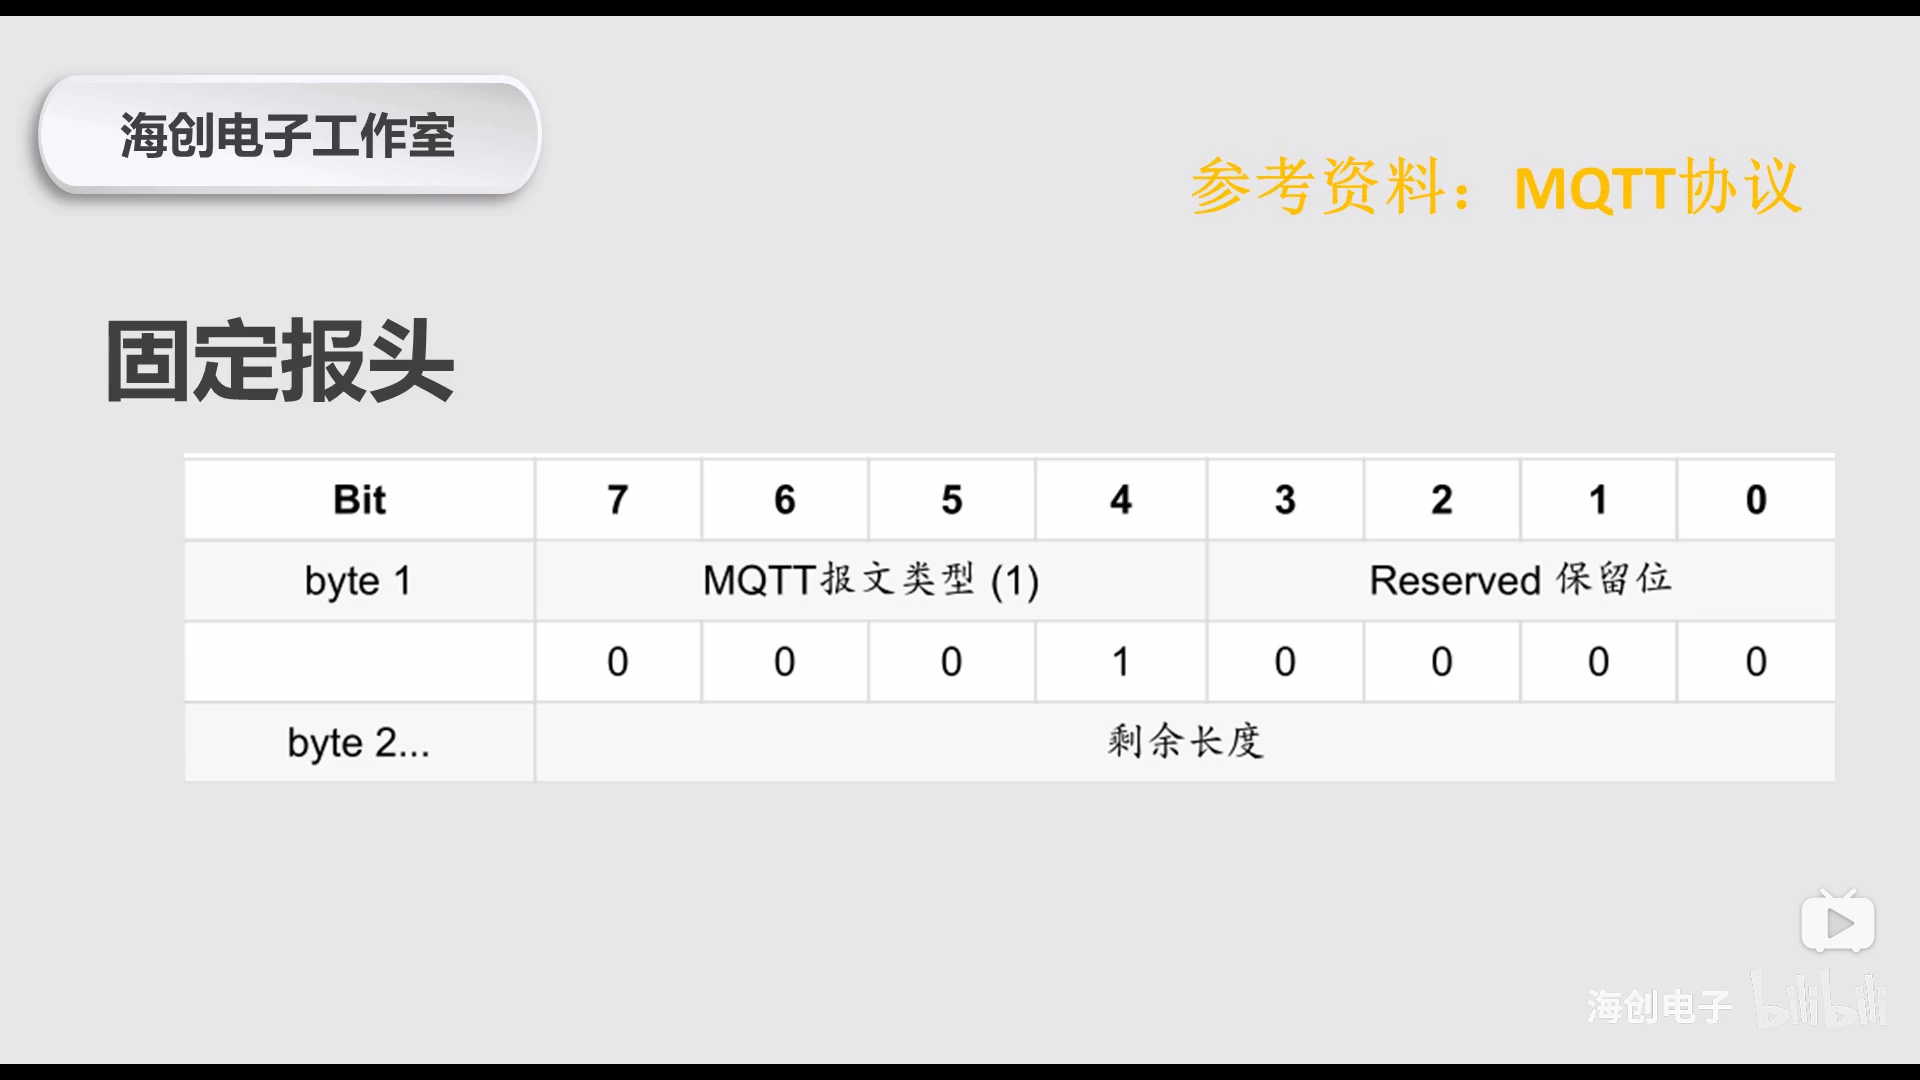 海创电子工作室
参考资料：MQTT协议
固定报头
Bit 7 6 5 4 3 2 1 0
byte 1 MQTT报文类型 (1) Reserved 保留位
0 0 0 1 0 0 0 0
byte 2... 剩余长度
海创电子 bilibili